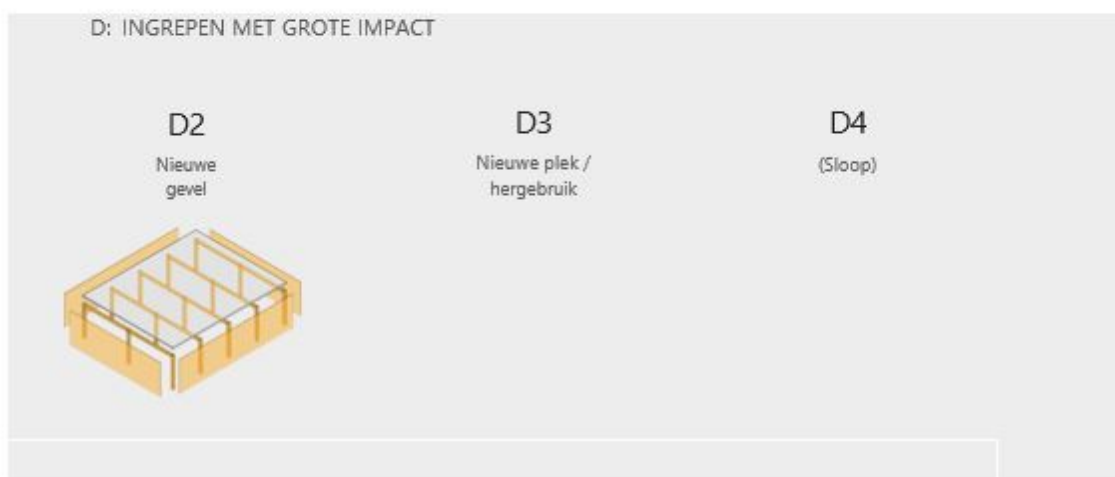 D: INGREPEN MET GROTE IMPACT
D2
Nieuwe
gevel
D3
Nieuwe plek /
hergebruik
D4
(Sloop)